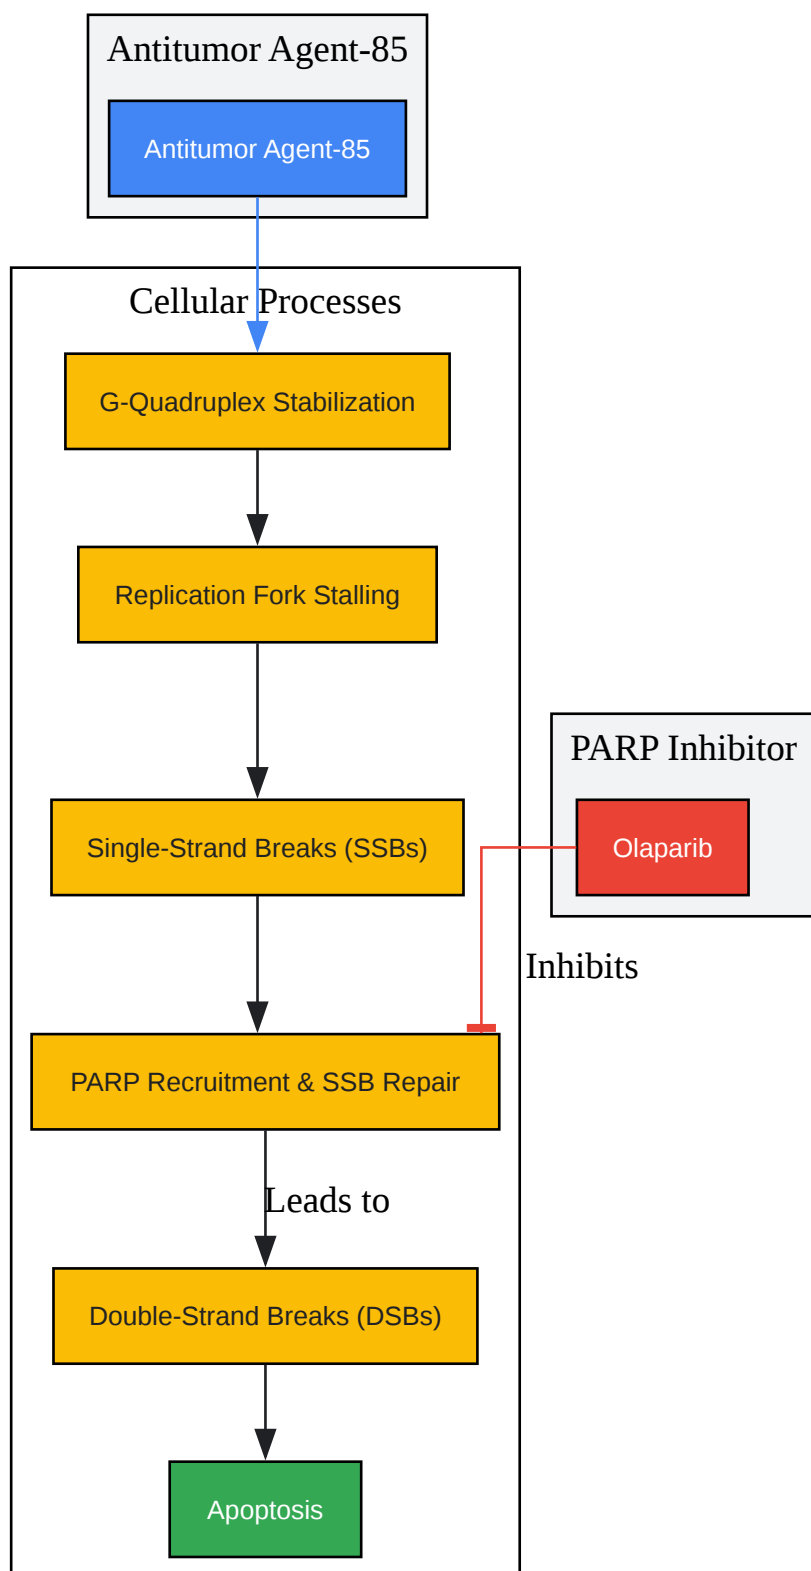 Antitumor Agent-85
Antitumor Agent-85
Cellular Processes
G-Quadruplex Stabilization
Replication Fork Stalling
PARP Inhibitor
Single-Strand Breaks (SSBs)
Olaparib
Inhibits
PARP Recruitment & SSB Repair
Leads to
Double-Strand Breaks (DSBs)
Apoptosis